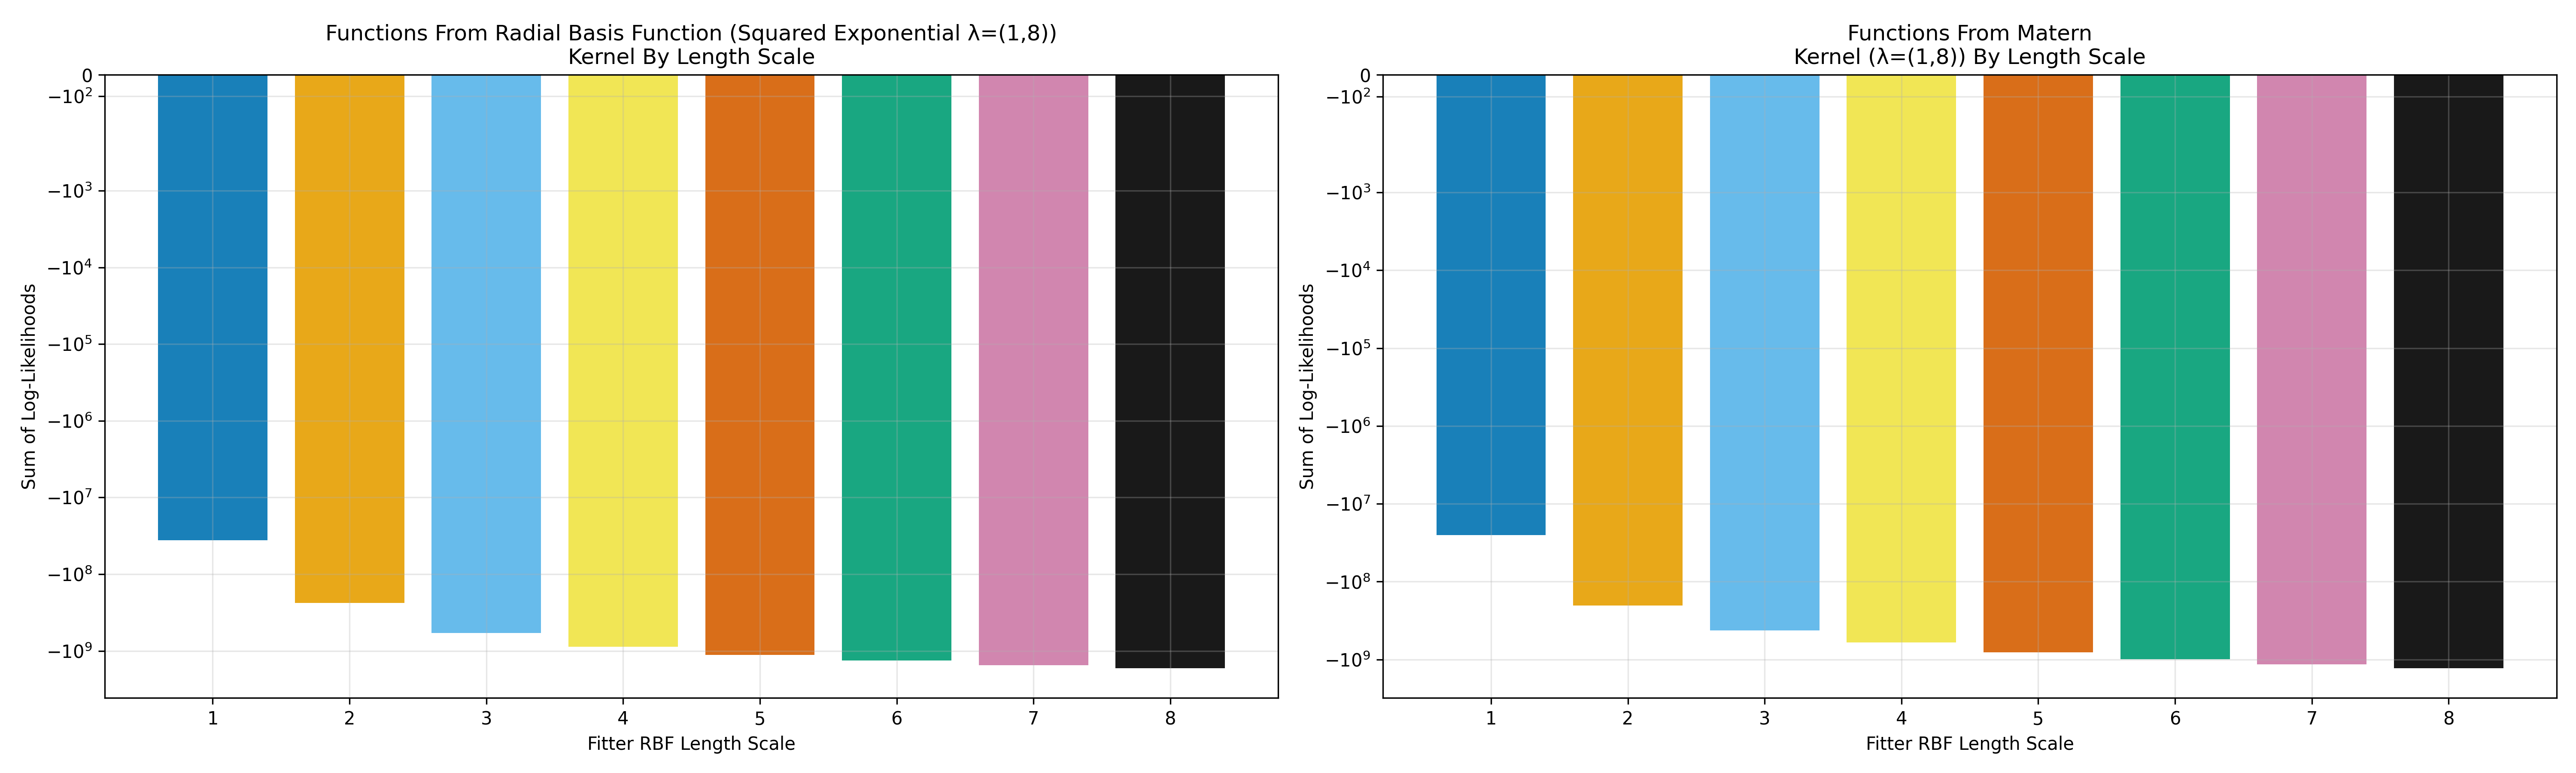 Functions From Radial Basis Function (Squared Exponential λ=(1,8))
Kernel By Length Scale
0
−10²
−10³
−10⁴
−10⁵
−10⁶
−10⁷
−10⁸
−10⁹
Sum of Log-Likelihoods
1 2 3 4 5 6 7 8
Fitter RBF Length Scale
Functions From Matern
Kernel (λ=(1,8)) By Length Scale
0
−10²
−10³
−10⁴
−10⁵
−10⁶
−10⁷
−10⁸
−10⁹
Sum of Log-Likelihoods
1 2 3 4 5 6 7 8
Fitter RBF Length Scale